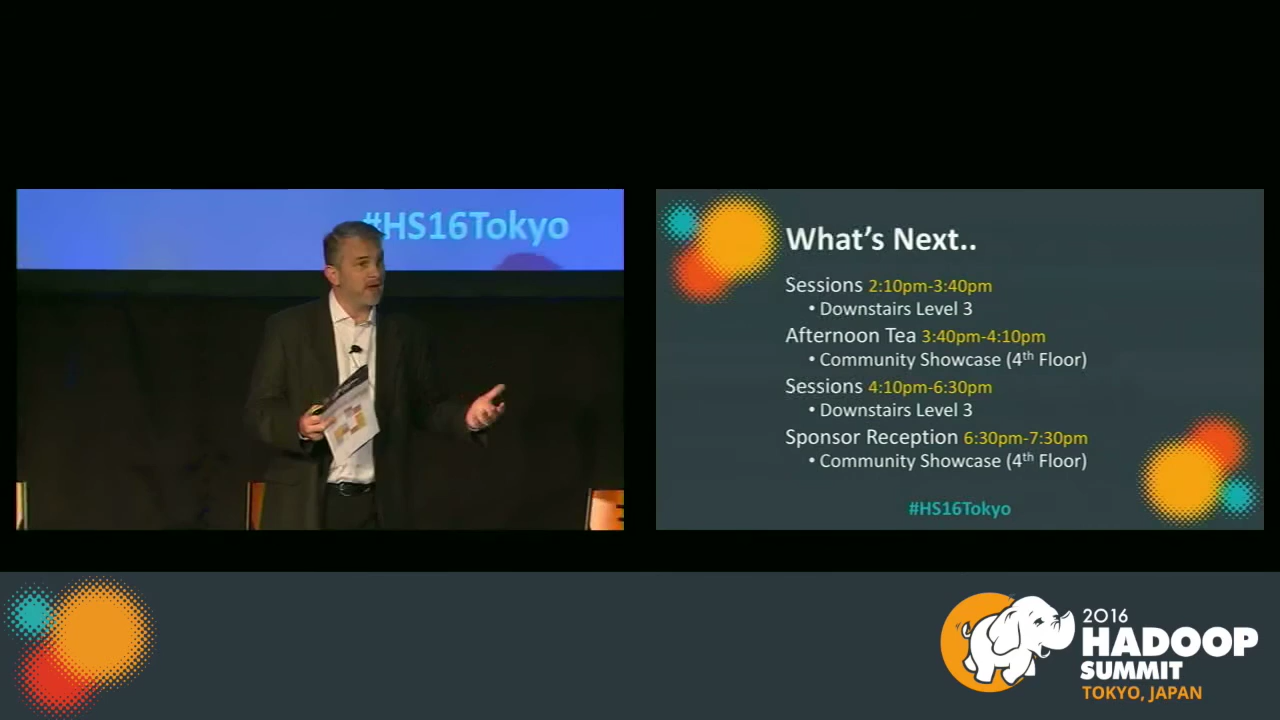 #HS16Tokyo
What's Next..
Sessions 2:10pm-3:40pm
• Downstairs Level 3
Afternoon Tea 3:40pm-4:10pm
• Community Showcase (4th Floor)
Sessions 4:10pm-6:30pm
• Downstairs Level 3
Sponsor Reception 6:30pm-7:30pm
• Community Showcase (4th Floor)
#HS16Tokyo
2016
HADOOP
SUMMIT
TOKYO, JAPAN